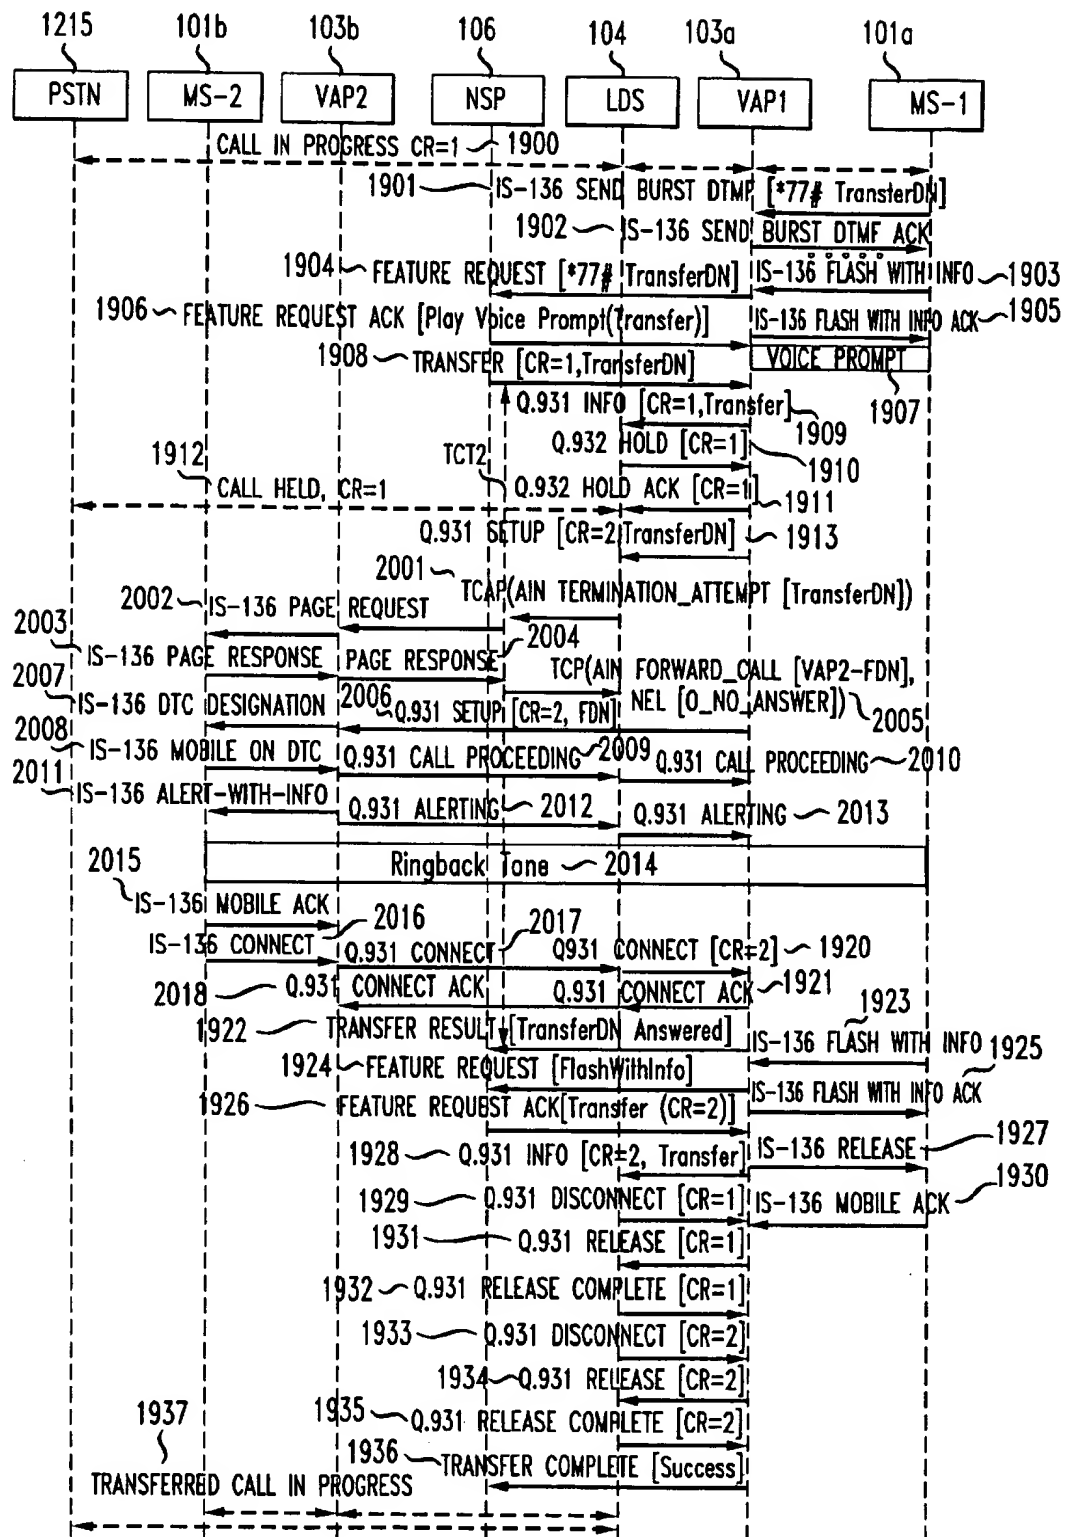 1215 101b 103b 106 104 103a 101a
PSTN MS-2 VAP2 NSP LDS VAP1 MS-1
CALL IN PROGRESS CR=1 1900
1901 IS-136 SEND BURST DTMF [*77# TransferDN]
1902 IS-136 SEND BURST DTMF ACK
1904 FEATURE REQUEST [*77# TransferDN] IS-136 FLASH WITH INFO 1903
1906 FEATURE REQUEST ACK [Play Voice Prompt(Transfer)] IS-136 FLASH WITH INFO ACK 1905
1908 TRANSFER [CR=1,TransferDN] VOICE PROMPT
1907
Q.931 INFO [CR=1,Transfer] 1909
TCT2 Q.932 HOLD [CR=1] 1910
1912 CALL HELD, CR=1 Q.932 HOLD ACK [CR=1] 1911
Q.931 SETUP [CR=2,TransferDN] 1913
2001 TCAP(AIN TERMINATION_ATTEMPT [TransferDN])
2002 IS-136 PAGE REQUEST
2003 IS-136 PAGE RESPONSE PAGE RESPONSE 2004
TCP(AIN FORWARD_CALL [VAP2-FDN],
NEL [O_NO_ANSWER]) 2005
2007 IS-136 DTC DESIGNATION 2006 Q.931 SETUP [CR=2, FDN]
2008 IS-136 MOBILE ON DTC Q.931 CALL PROCEEDING 2009 Q.931 CALL PROCEEDING 2010
2011 IS-136 ALERT-WITH-INFO Q.931 ALERTING 2012 Q.931 ALERTING 2013
Ringback Tone 2014
2015 IS-136 MOBILE ACK
IS-136 CONNECT 2016 Q.931 CONNECT 2017 Q931 CONNECT [CR=2] 1920
2018 Q.931 CONNECT ACK Q.931 CONNECT ACK 1921
1922 TRANSFER RESULT [TransferDN Answered] IS-136 FLASH WITH INFO 1923
1924 FEATURE REQUEST [FlashWithInfo] IS-136 FLASH WITH INFO ACK 1925
1926 FEATURE REQUEST ACK[Transfer (CR=2)]
IS-136 RELEASE 1927
1928 Q.931 INFO [CR=2, Transfer]
1929 Q.931 DISCONNECT [CR=1] IS-136 MOBILE ACK 1930
1931 Q.931 RELEASE [CR=1]
1932 Q.931 RELEASE COMPLETE [CR=1]
1933 Q.931 DISCONNECT [CR=2]
1934 Q.931 RELEASE [CR=2]
1935 Q.931 RELEASE COMPLETE [CR=2]
1936 TRANSFER COMPLETE [Success]
1937
TRANSFERRED CALL IN PROGRESS